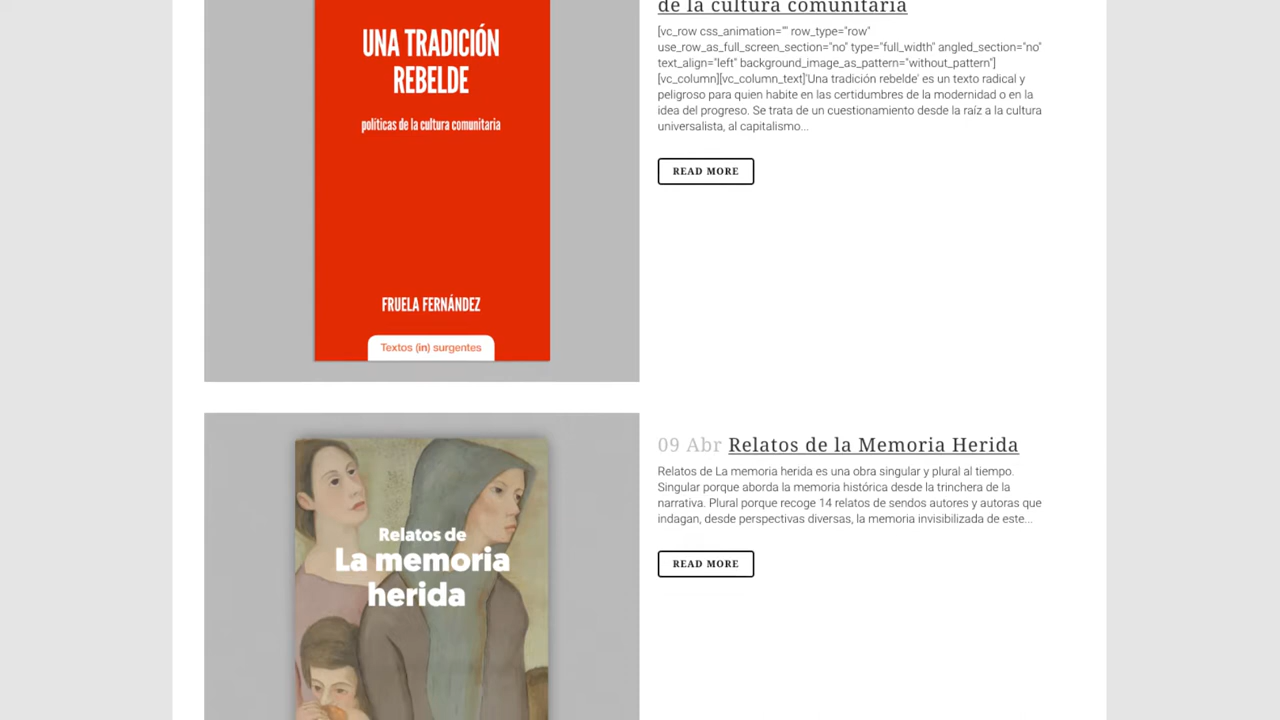 UNA TRADICIÓN
REBELDE
políticas de la cultura comunitaria
FRUELA FERNÁNDEZ
Textos (in) surgentes
de la cultura comunitaria
[vc_row css_animation="" row_type="row"
use_row_as_full_screen_section="no" type="full_width" angled_section="no"
text_align="left" background_image_as_pattern="without_pattern"]
[vc_column][vc_column_text]'Una tradición rebelde' es un texto radical y
peligroso para quien habite en las certidumbres de la modernidad o en la
idea del progreso. Se trata de un cuestionamiento desde la raíz a la cultura
universalista, al capitalismo...
READ MORE
Relatos de
La memoria
herida
09 Abr Relatos de la Memoria Herida
Relatos de La memoria herida es una obra singular y plural al tiempo.
Singular porque aborda la memoria histórica desde la trinchera de la
narrativa. Plural porque recoge 14 relatos de sendos autores y autoras que
indagan, desde perspectivas diversas, la memoria invisibilizada de este...
READ MORE